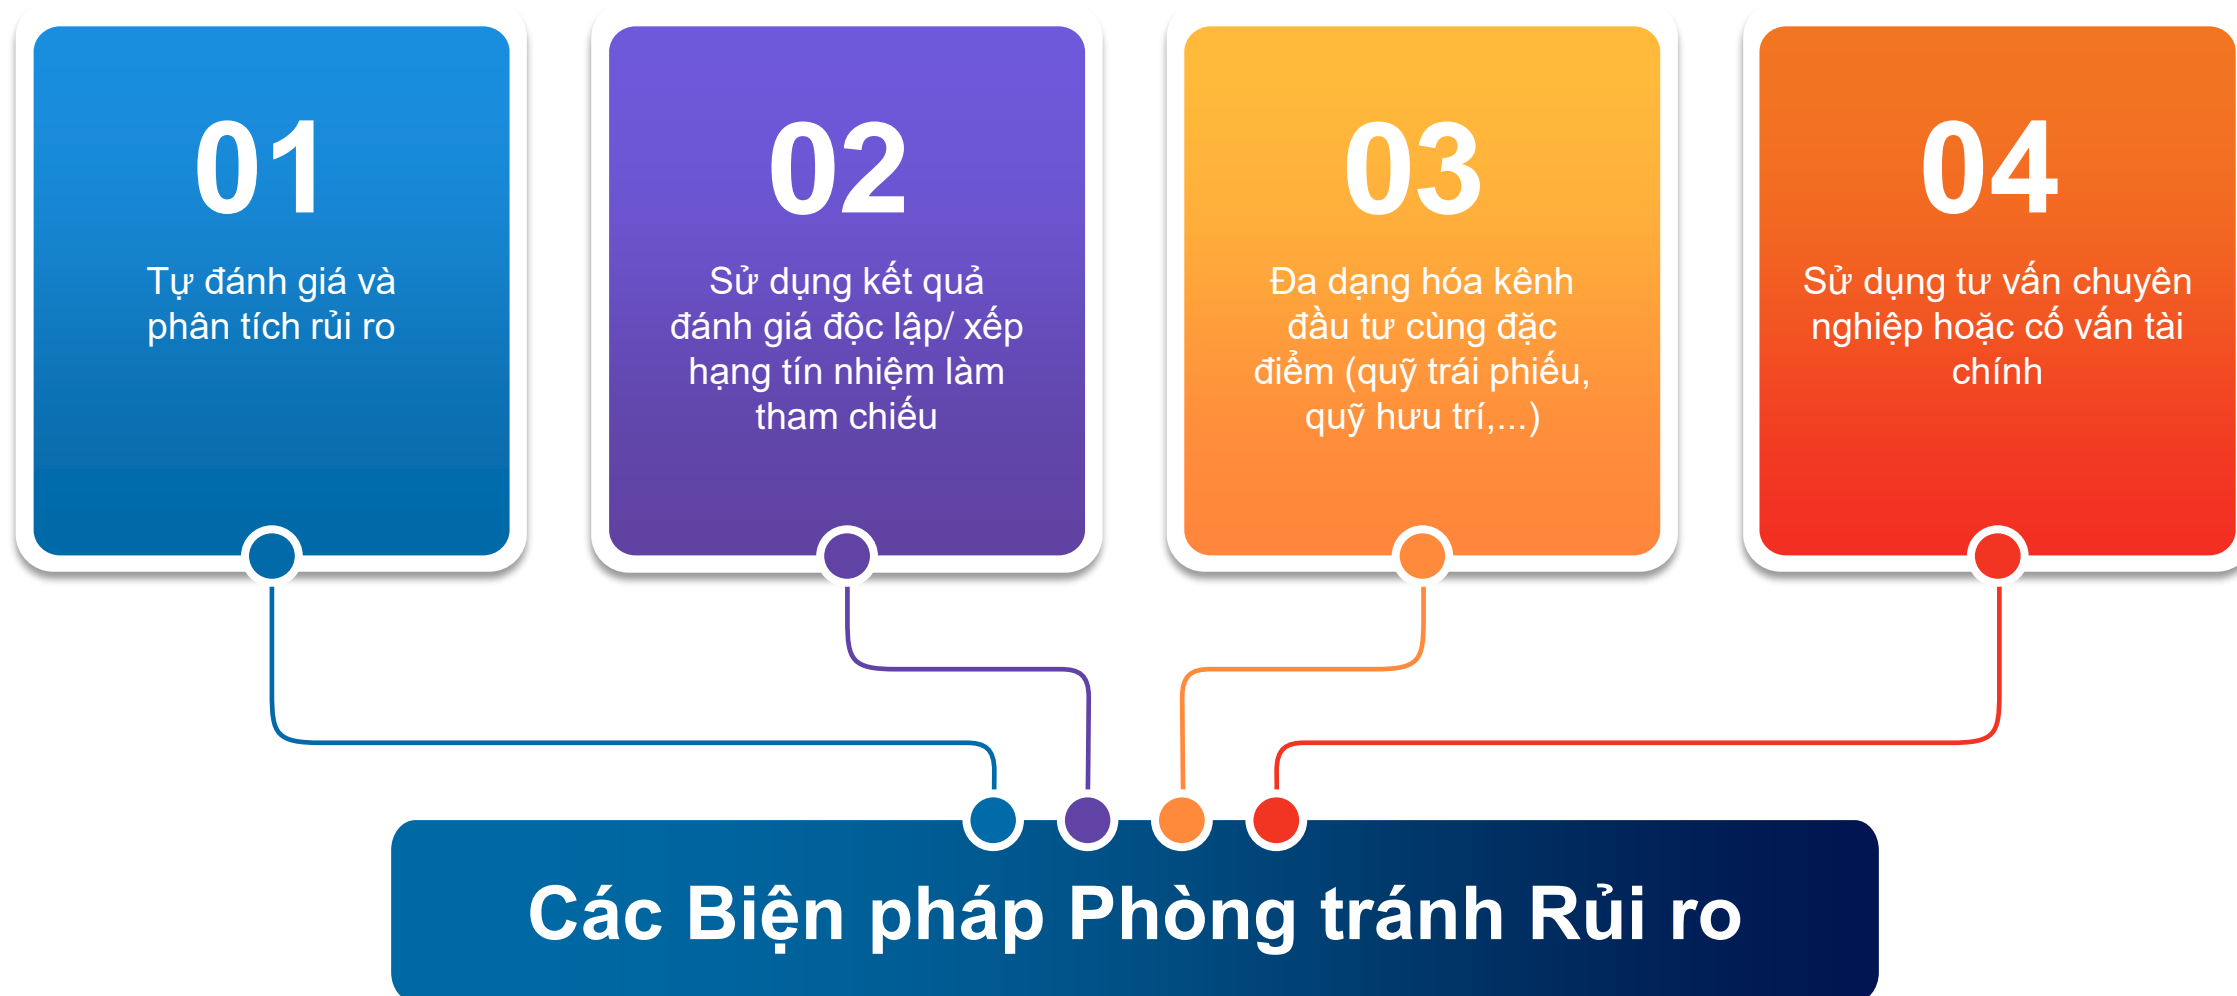 01
Tự đánh giá và
phân tích rủi ro
02
Sử dụng kết quả
đánh giá độc lập/ xếp
hạng tín nhiệm làm
tham chiếu
03
Đa dạng hóa kênh
đầu tư cùng đặc
điểm (quỹ trái phiếu,
quỹ hưu trí,...)
04
Sử dụng tư vấn chuyên
nghiệp hoặc cố vấn tài
chính
Các Biện pháp Phòng tránh Rủi ro